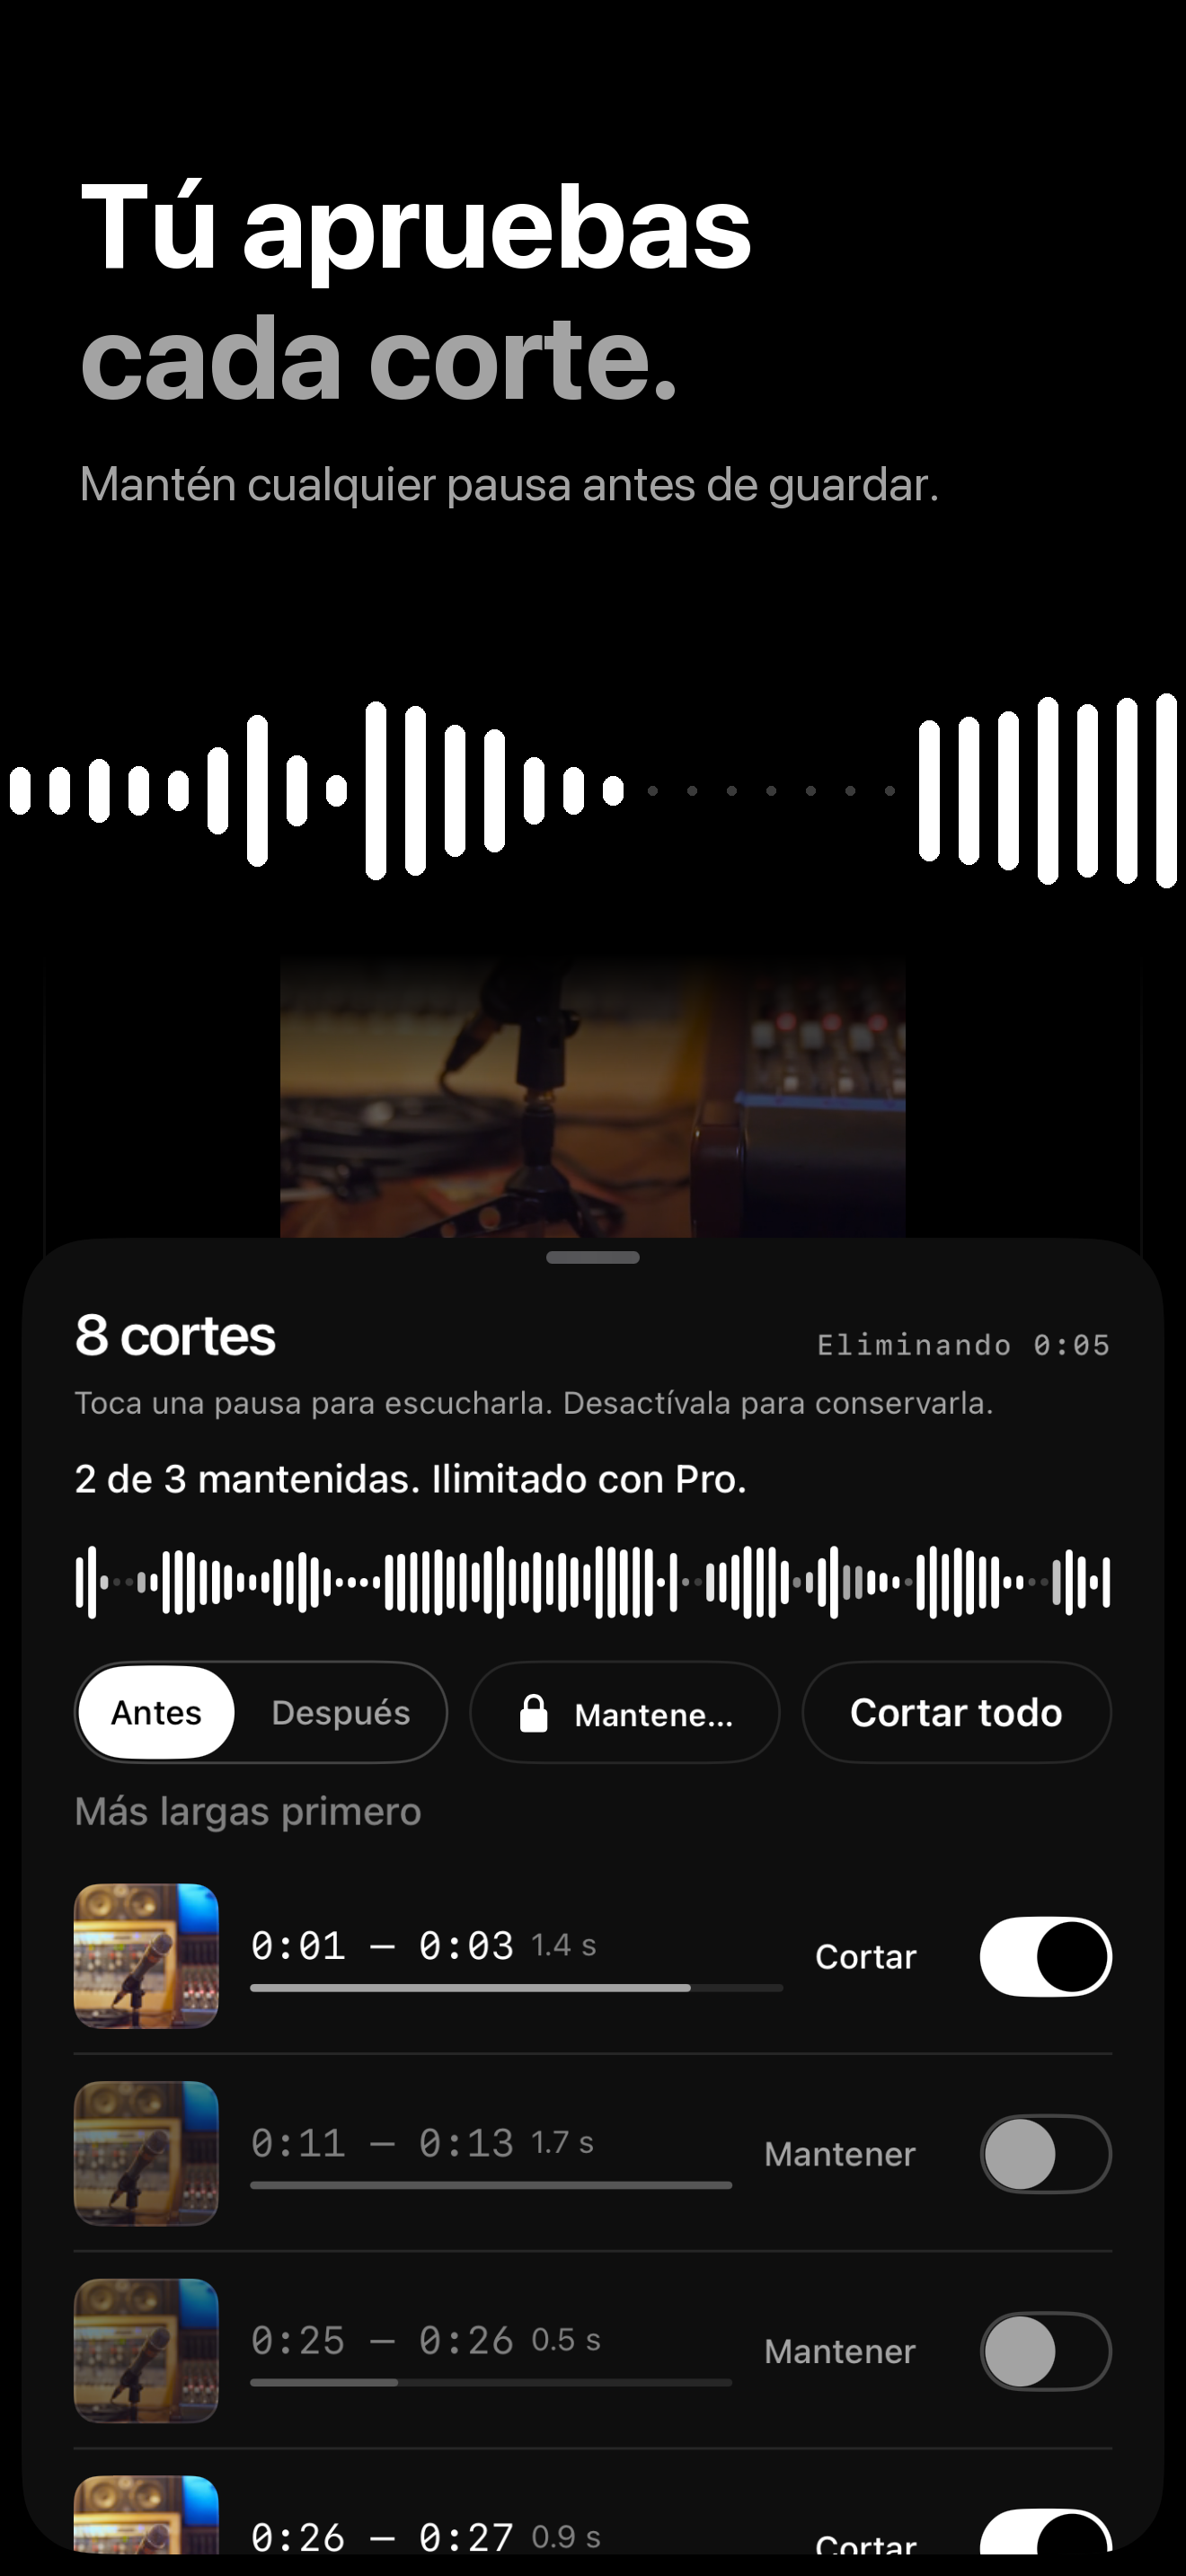 Tú apruebas
cada corte.
Mantén cualquier pausa antes de guardar.
8 cortes
Eliminando 0:05
Toca una pausa para escucharla. Desactívala para conservarla.
2 de 3 mantenidas. Ilimitado con Pro.
Antes
Después
Mantene...
Cortar todo
Más largas primero
0:01 – 0:03 1.4 s
Cortar
0:11 – 0:13 1.7 s
Mantener
0:25 – 0:26 0.5 s
Mantener
0:26 – 0:27 0.9 s
Cortar